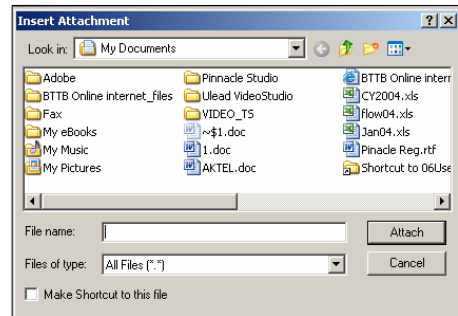 Insert Attachment
Look in: My Documents
Adobe
BTTB Online internet_files
Fax
My eBooks
My Music
My Pictures
Pinnacle Studio
Ulead VideoStudio
VIDEO_TS
~$1.doc
1.doc
AKTEL.doc
BTTB Online intern
CY2004.xls
flow04.xls
Jan04.xls
Pinacle Reg.rtf
Shortcut to 06Use
File name:
Attach
Files of type: All Files (*.*)
Cancel
Make Shortcut to this file